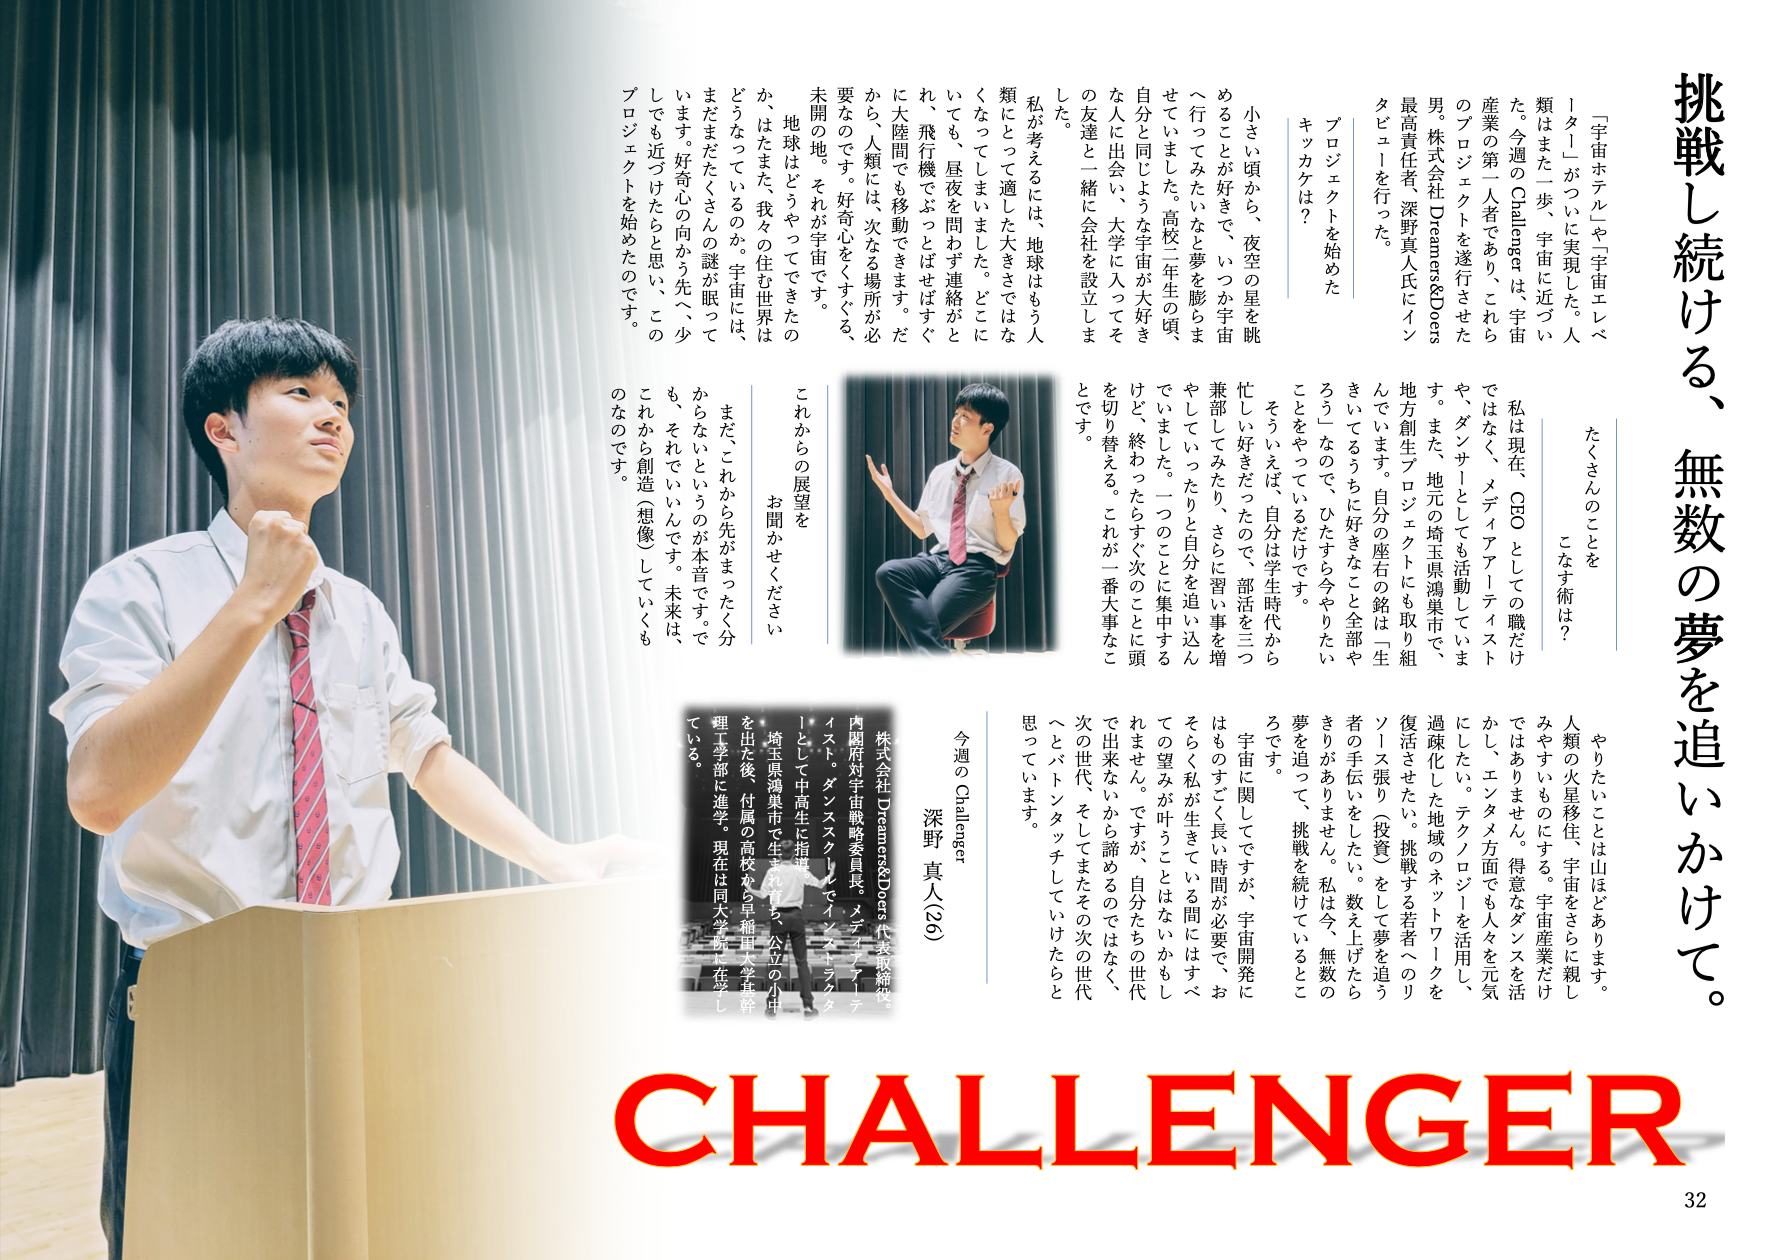 挑戦し続ける、無数の夢を追いかけて。
「宇宙ホテル」や「宇宙エレベ
ーター」がついに実現した。人
類はまた一歩、宇宙に近づい
た。今週の Challenger は、宇宙
産業の第一人者であり、これら
のプロジェクトを遂行させた
男。株式会社 Dreamers&Doers
最高責任者、深野真人氏にイン
タビューを行った。
プロジェクトを始めた
キッカケは？
小さい頃から、夜空の星を眺
めることが好きで、いつか宇宙
へ行ってみたいなと夢を膨らま
せていました。高校二年生の頃、
自分と同じような宇宙が大好き
な人に出会い、大学に入ってそ
の友達と一緒に会社を設立しま
した。
私が考えるには、地球はもう人
類にとって適した大きさではな
くなってしまいました。どこに
いても、昼夜を問わず連絡がと
れ、飛行機でぶっとばせばすぐ
に大陸間でも移動できます。だ
から、人類には、次なる場所が必
要なのです。好奇心をくすぐる、
未開の地。それが宇宙です。
地球はどうやってできたの
か、はたまた、我々の住む世界は
どうなっているのか。宇宙には、
まだまだたくさんの謎が眠って
います。好奇心の向かう先へ、少
しでも近づけたらと思い、この
プロジェクトを始めたのです。
たくさんのことを
こなす術は？
私は現在、CEO としての職だけ
ではなく、メディアアーティスト
や、ダンサーとしても活動していま
す。また、地元の埼玉県鴻巣市で、
地方創生プロジェクトにも取り組
んでいます。自分の座右の銘は「生
きいてるうちに好きなこと全部や
ろう」なので、ひたすら今やりたい
ことをやっているだけです。
そういえば、自分は学生時代から
忙しい好きだったので、部活を三つ
兼部してみたり、さらに習い事を増
やしていったりと自分を追い込ん
でいました。一つのことに集中する
けど、終わったらすぐ次のことに頭
を切り替える。これが一番大事なこ
とです。
これからの展望を
お聞かせください
まだ、これから先がまったく分
からないというのが本音です。で
も、それでいいんです。未来は、
これから創造（想像）していくも
のなのです。
やりたいことは山ほどあります。
人類の火星移住、宇宙をさらに親し
みやすいものにする。宇宙産業だけ
ではありません。得意なダンスを活
かし、エンタメ方面でも人々を元気
にしたい。テクノロジーを活用し、
過疎化した地域のネットワークを
復活させたい。挑戦する若者へのリ
ソース張り（投資）をして夢を追う
者の手伝いをしたい。数え上げたら
きりがありません。私は今、無数の
夢を追って、挑戦を続けているとこ
ろです。
宇宙に関してですが、宇宙開発に
はものすごく長い時間が必要で、お
そらく私が生きている間にはすべ
ての望みが叶うことはないかもし
れません。ですが、自分たちの世代
で出来ないから諦めるのではなく、
次の世代、そしてまたその次の世代
へとバトンタッチしていけたらと
思っています。
今週の Challenger
深野 真人(26)
株式会社 Dreamers&Doers 代表取締役。
内閣府対宇宙戦略委員長。メディアアーテ
ィスト。ダンススクールでインストラクタ
ーとして中高生に指導。
埼玉県鴻巣市で生まれ育ち、公立の小中
を出た後、付属の高校から早稲田大学基幹
理工学部に進学。現在は同大学院に在学し
ている。
CHALLENGER
32